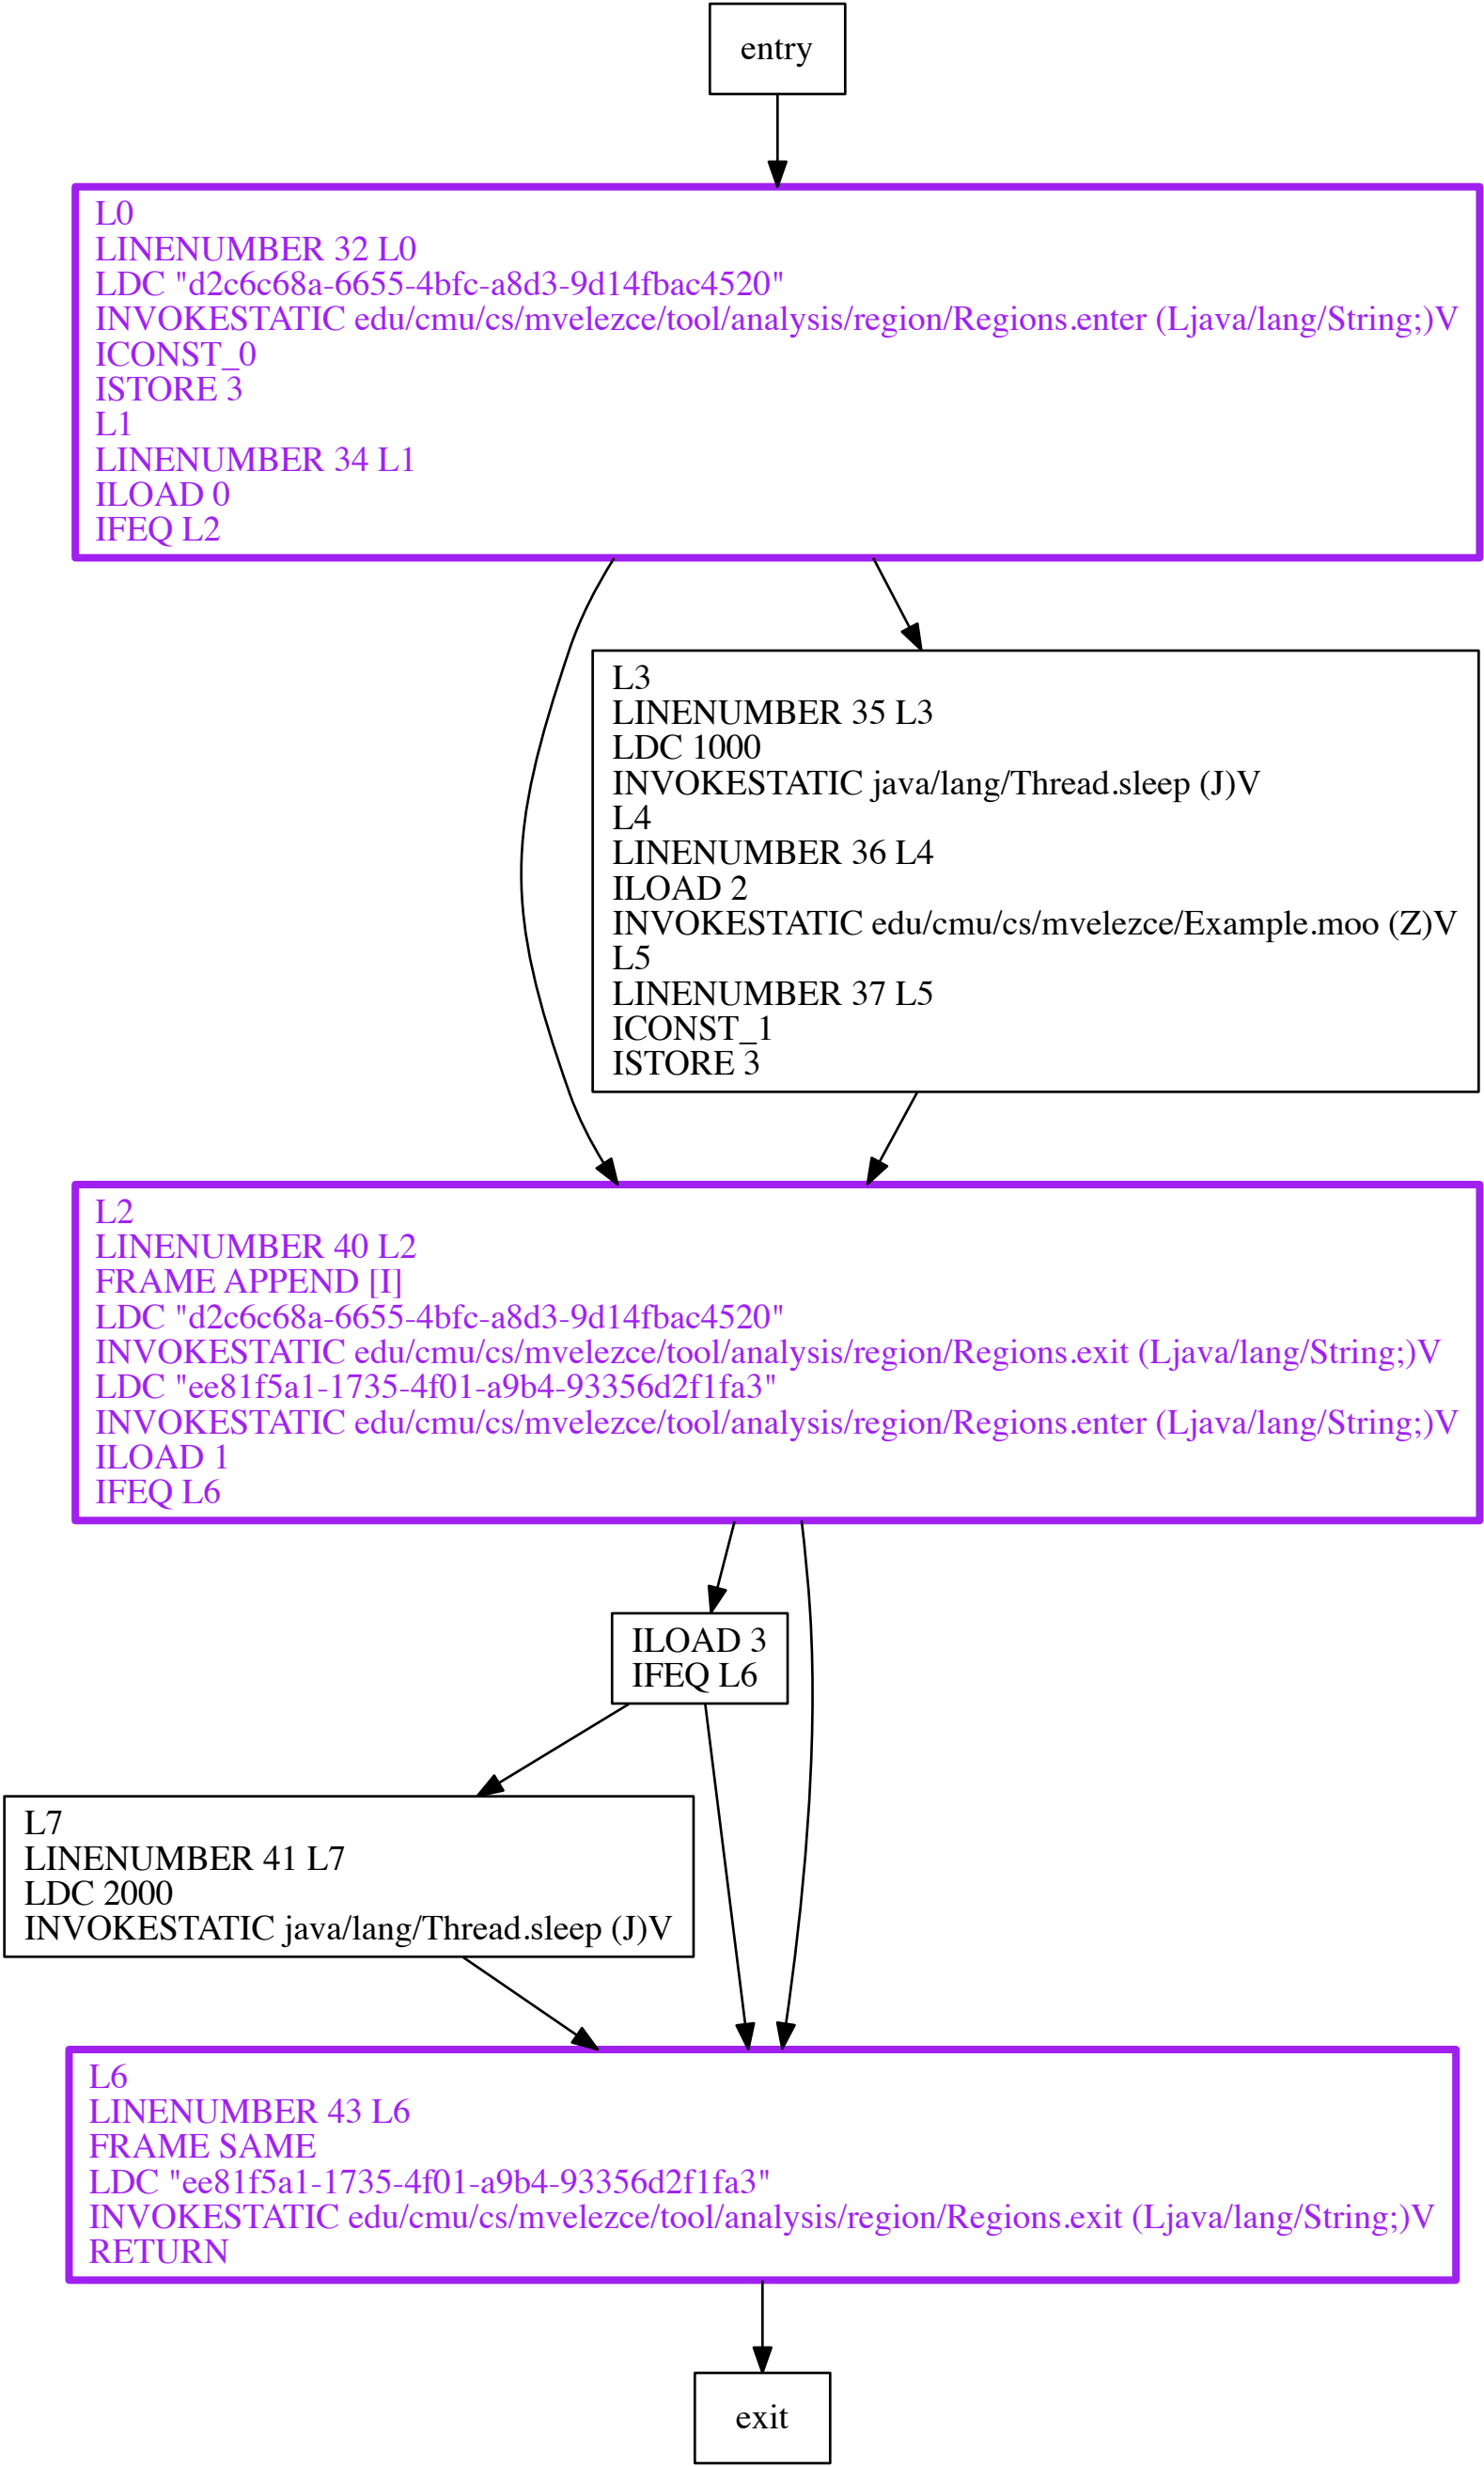 entry
L0
LINENUMBER 32 L0
LDC "d2c6c68a-6655-4bfc-a8d3-9d14fbac4520"
INVOKESTATIC edu/cmu/cs/mvelezce/tool/analysis/region/Regions.enter (Ljava/lang/String;)V
ICONST_0
ISTORE 3
L1
LINENUMBER 34 L1
ILOAD 0
IFEQ L2
L3
LINENUMBER 35 L3
LDC 1000
INVOKESTATIC java/lang/Thread.sleep (J)V
L4
LINENUMBER 36 L4
ILOAD 2
INVOKESTATIC edu/cmu/cs/mvelezce/Example.moo (Z)V
L5
LINENUMBER 37 L5
ICONST_1
ISTORE 3
L2
LINENUMBER 40 L2
FRAME APPEND [I]
LDC "d2c6c68a-6655-4bfc-a8d3-9d14fbac4520"
INVOKESTATIC edu/cmu/cs/mvelezce/tool/analysis/region/Regions.exit (Ljava/lang/String;)V
LDC "ee81f5a1-1735-4f01-a9b4-93356d2f1fa3"
INVOKESTATIC edu/cmu/cs/mvelezce/tool/analysis/region/Regions.enter (Ljava/lang/String;)V
ILOAD 1
IFEQ L6
ILOAD 3
IFEQ L6
L7
LINENUMBER 41 L7
LDC 2000
INVOKESTATIC java/lang/Thread.sleep (J)V
L6
LINENUMBER 43 L6
FRAME SAME
LDC "ee81f5a1-1735-4f01-a9b4-93356d2f1fa3"
INVOKESTATIC edu/cmu/cs/mvelezce/tool/analysis/region/Regions.exit (Ljava/lang/String;)V
RETURN
exit